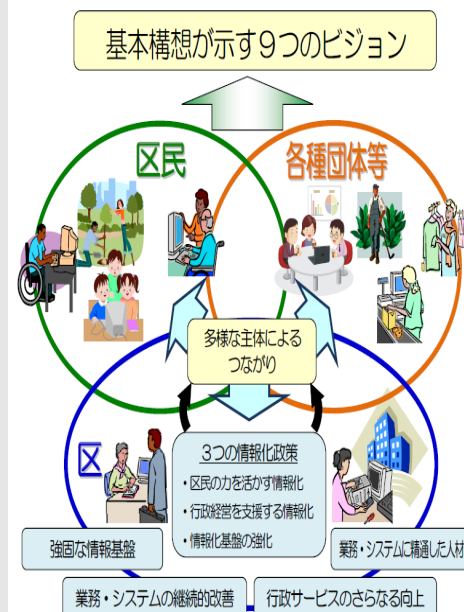 基本構想が示す９つのビジョン
区民
各種団体等
多様な主体による
つながり
区
３つの情報化政策
・区民の力を活かす情報化
・行政経営を支援する情報化
・情報化基盤の強化
強固な情報基盤
業務・システムに精通した人材
業務・システムの継続的改善
行政サービスのさらなる向上